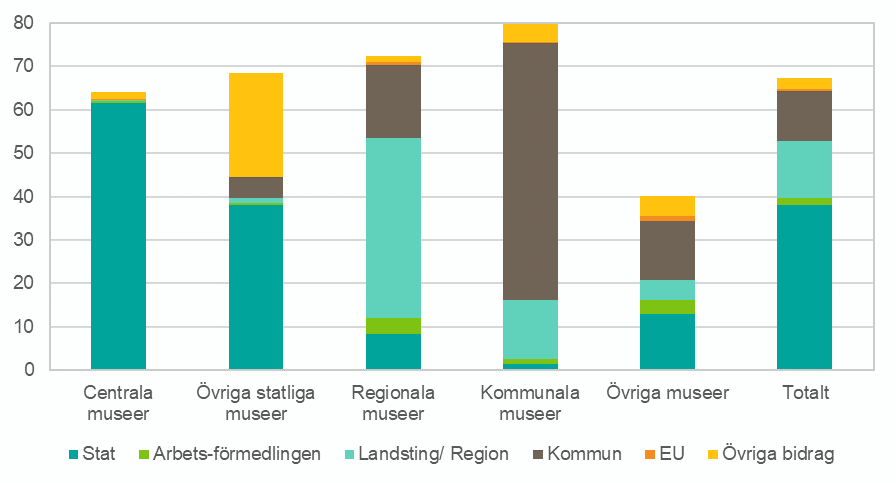 80
70
60
50
40
30
20
10
0
Centrala museer
Övriga statliga museer
Regionala museer
Kommunala museer
Övriga museer
Totalt
Stat Arbets-förmedlingen Landsting/ Region Kommun EU Övriga bidrag